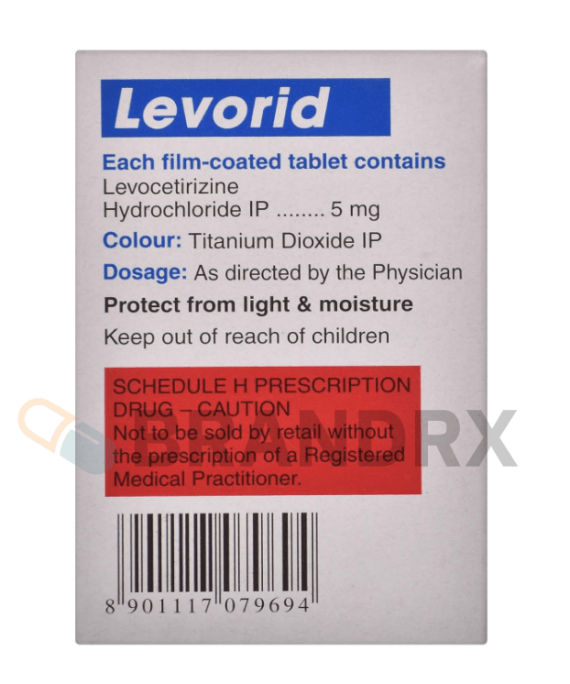 Levorid
Each film-coated tablet contains
Levocetirizine
Hydrochloride IP ........ 5 mg
Colour: Titanium Dioxide IP
Dosage: As directed by the Physician
Protect from light & moisture
Keep out of reach of children
SCHEDULE H PRESCRIPTION
DRUG – CAUTION
Not to be sold by retail without
the prescription of a Registered
Medical Practitioner.
BRANDRX
8 901117 079694